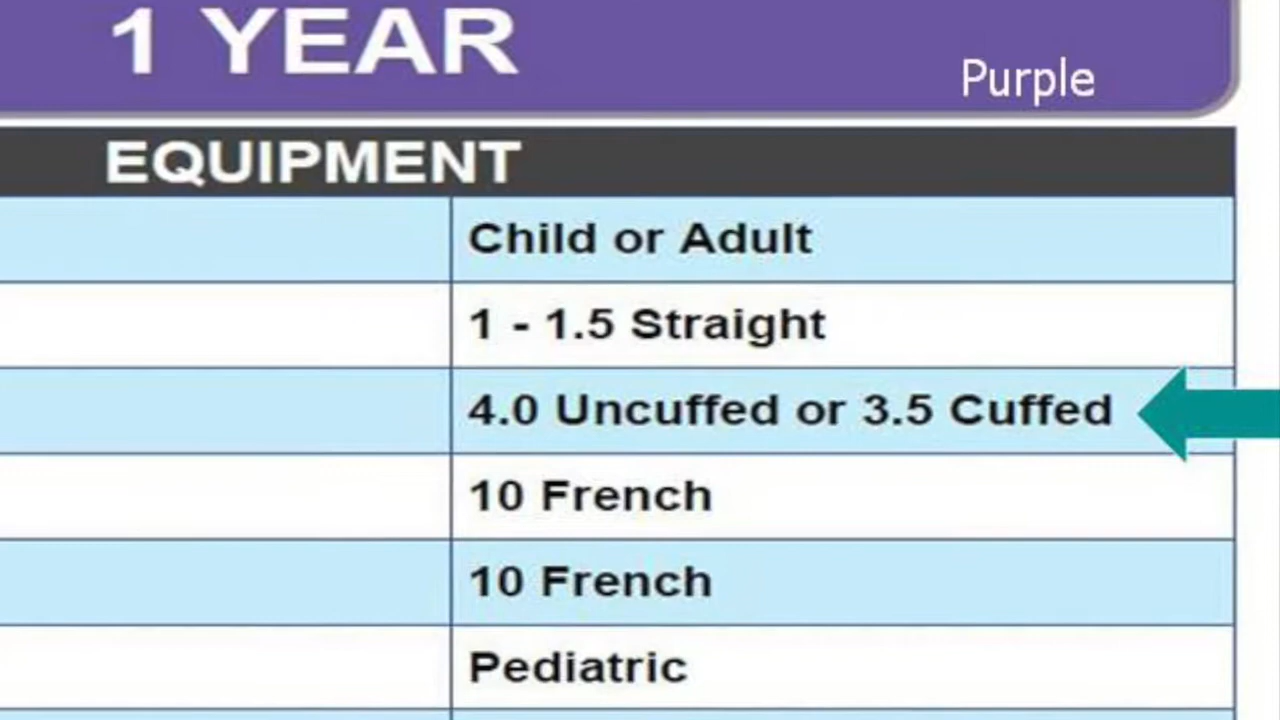 1 YEAR
Purple
EQUIPMENT
Child or Adult
1 - 1.5 Straight
4.0 Uncuffed or 3.5 Cuffed
10 French
10 French
Pediatric